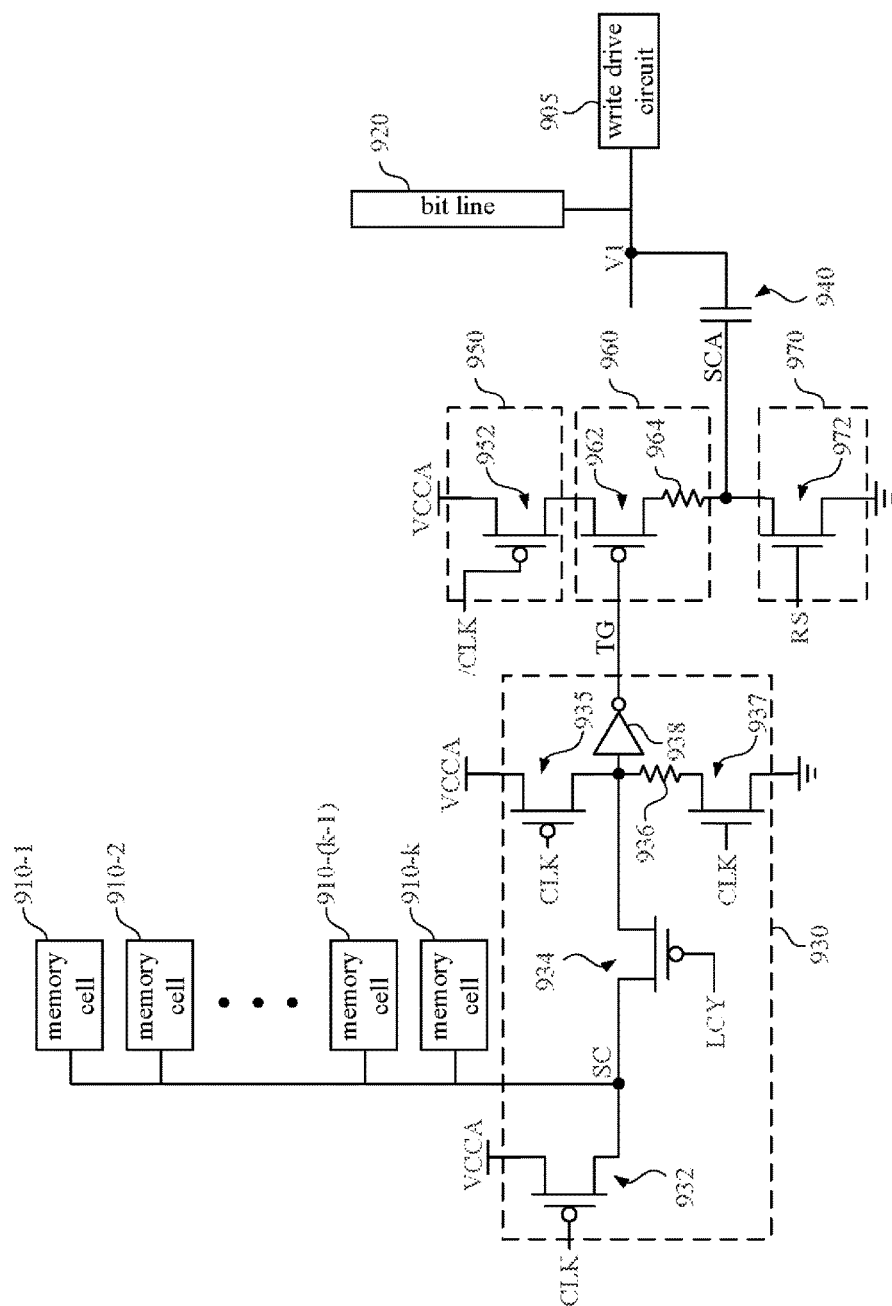 910-1
memory
cell
910-2
memory
cell
910-(k-1)
memory
cell
910-k
memory
cell
VCCA
CLK
932
SC
934
LCY
VCCA
CLK
935
938
936
CLK
937
930
TG
VCCA
/CLK
950
952
960
962
964
970
972
RS
SCA
940
V1
920
bit line
905
write drive
circuit